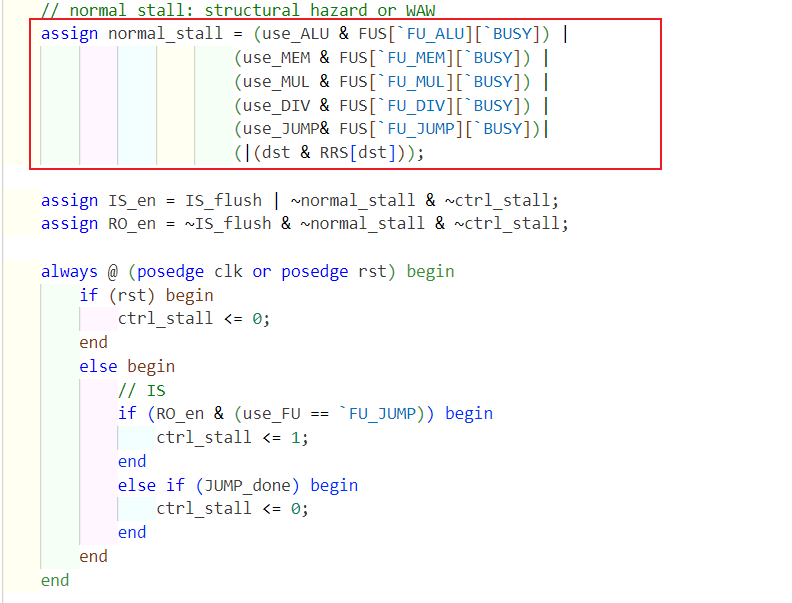 // normal stall: structural hazard or WAW
assign normal_stall = (use_ALU & FUS[`FU_ALU][`BUSY]) |
(use_MEM & FUS[`FU_MEM][`BUSY]) |
(use_MUL & FUS[`FU_MUL][`BUSY]) |
(use_DIV & FUS[`FU_DIV][`BUSY]) |
(use_JUMP& FUS[`FU_JUMP][`BUSY])|
(|(dst & RRS[dst]));
assign IS_en = IS_flush | ~normal_stall & ~ctrl_stall;
assign RO_en = ~IS_flush & ~normal_stall & ~ctrl_stall;
always @ (posedge clk or posedge rst) begin
if (rst) begin
ctrl_stall <= 0;
end
else begin
// IS
if (RO_en & (use_FU == `FU_JUMP)) begin
ctrl_stall <= 1;
end
else if (JUMP_done) begin
ctrl_stall <= 0;
end
end
end